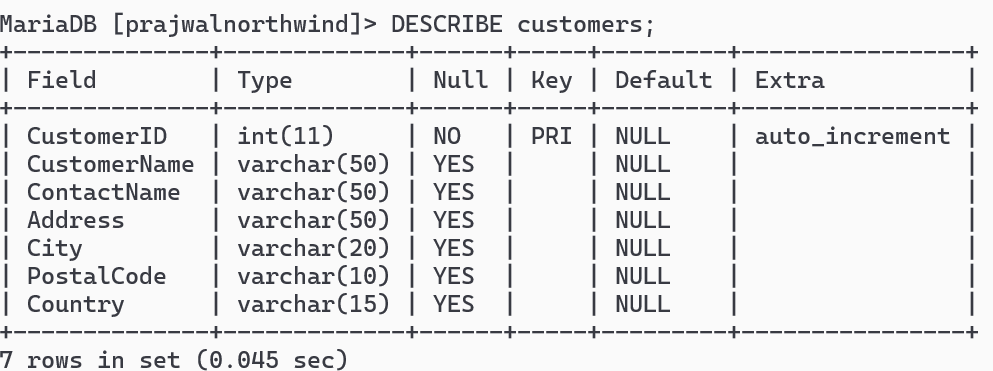 MariaDB [prajwalnorthwind]> DESCRIBE customers;
+--------------+-------------+------+-----+---------+----------------+
| Field        | Type        | Null | Key | Default | Extra          |
+--------------+-------------+------+-----+---------+----------------+
| CustomerID   | int(11)     | NO   | PRI | NULL    | auto_increment |
| CustomerName | varchar(50) | YES  |     | NULL    |                |
| ContactName  | varchar(50) | YES  |     | NULL    |                |
| Address      | varchar(50) | YES  |     | NULL    |                |
| City         | varchar(20) | YES  |     | NULL    |                |
| PostalCode   | varchar(10) | YES  |     | NULL    |                |
| Country      | varchar(15) | YES  |     | NULL    |                |
+--------------+-------------+------+-----+---------+----------------+
7 rows in set (0.045 sec)